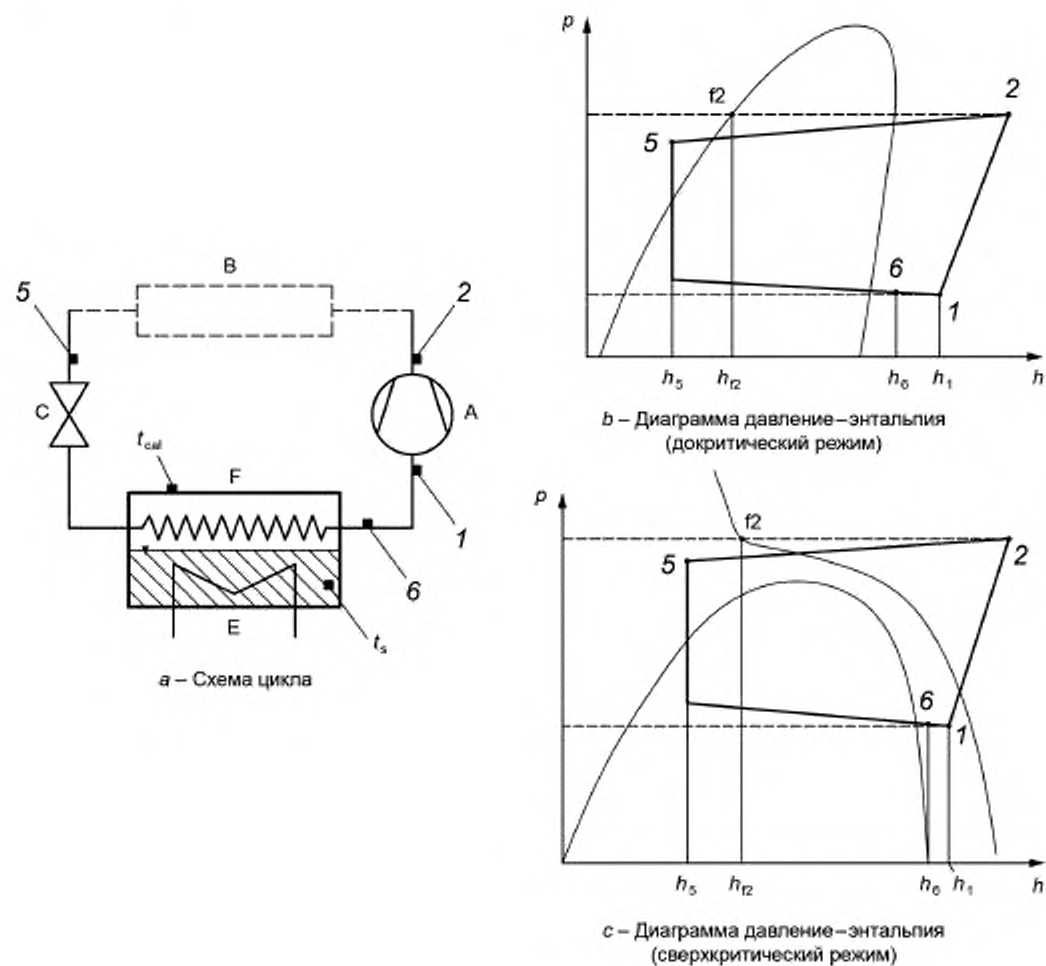 B
5
2
C
A
t_cal
F
1
6
E
t_s
a – Схема цикла
p
f2
2
5
6
1
h_5 h_f2 h_6 h_1 h
b – Диаграмма давление–энтальпия
(докритический режим)
p
f2
2
5
6
1
h_5 h_f2 h_6 h_1 h
c – Диаграмма давление–энтальпия
(сверхкритический режим)